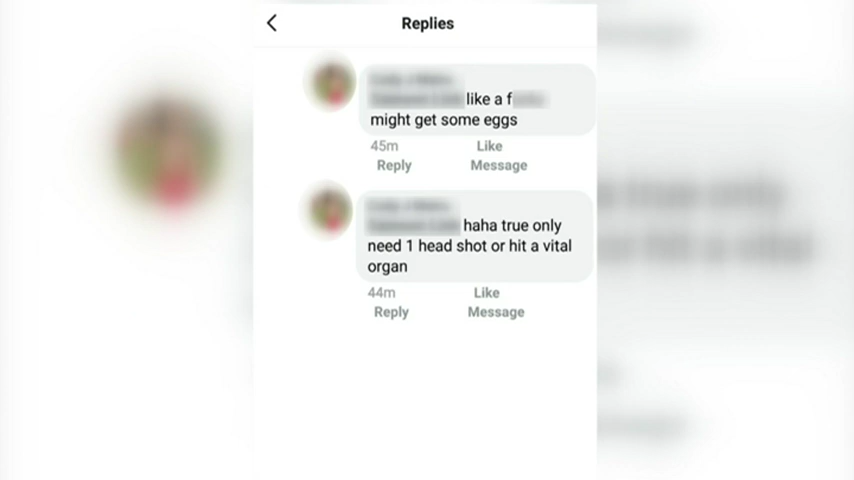 Replies
like a f
might get some eggs
45m Like
Reply Message
haha true only
need 1 head shot or hit a vital
organ
44m Like
Reply Message